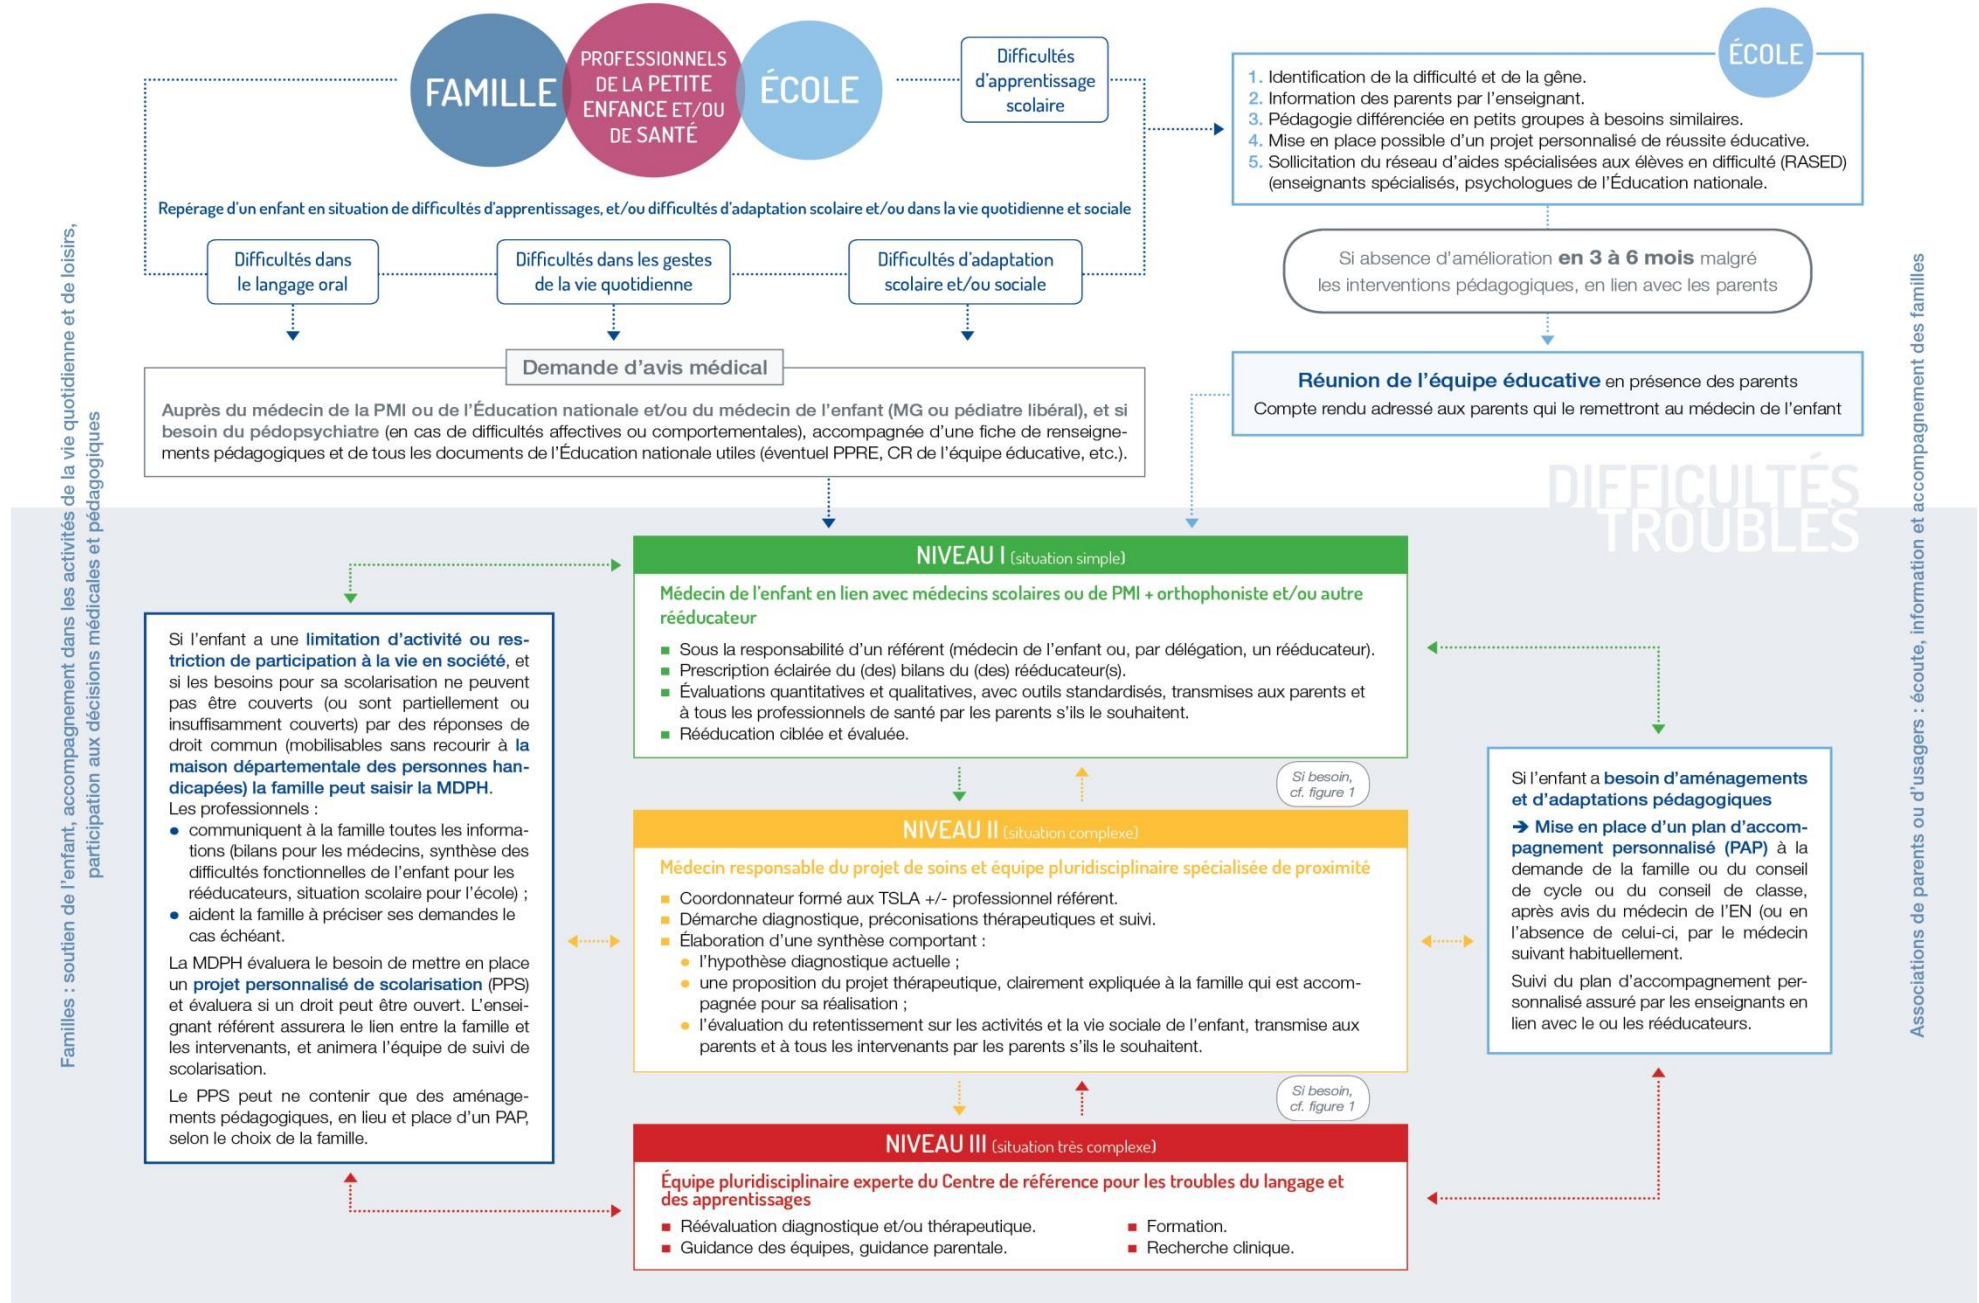 FAMILLE
PROFESSIONNELS
DE LA PETITE
ENFANCE ET/OU
DE SANTÉ
ÉCOLE
Difficultés
d'apprentissage
scolaire
ÉCOLE
1. Identification de la difficulté et de la gêne.
2. Information des parents par l'enseignant.
3. Pédagogie différenciée en petits groupes à besoins similaires.
4. Mise en place possible d'un projet personnalisé de réussite éducative.
5. Sollicitation du réseau d'aides spécialisées aux élèves en difficulté (RASED)
(enseignants spécialisés, psychologues de l'Éducation nationale.
Repérage d'un enfant en situation de difficultés d'apprentissages, et/ou difficultés d'adaptation scolaire et/ou dans la vie quotidienne et sociale
Difficultés dans
le langage oral
Difficultés dans les gestes
de la vie quotidienne
Difficultés d'adaptation
scolaire et/ou sociale
Si absence d'amélioration en 3 à 6 mois malgré
les interventions pédagogiques, en lien avec les parents
Demande d'avis médical
Auprès du médecin de la PMI ou de l'Éducation nationale et/ou du médecin de l'enfant (MG ou pédiatre libéral), et si
besoin du pédopsychiatre (en cas de difficultés affectives ou comportementales), accompagnée d'une fiche de renseigne-
ments pédagogiques et de tous les documents de l'Éducation nationale utiles (éventuel PPRE, CR de l'équipe éducative, etc.).
Réunion de l'équipe éducative en présence des parents
Compte rendu adressé aux parents qui le remettront au médecin de l'enfant
DIFFICULTÉS
TROUBLES
Familles : soutien de l'enfant, accompagnement dans les activités de la vie quotidienne et de loisirs,
participation aux décisions médicales et pédagogiques
Si l'enfant a une limitation d'activité ou res-
triction de participation à la vie en société, et
si les besoins pour sa scolarisation ne peuvent
pas être couverts (ou sont partiellement ou
insuffisamment couverts) par des réponses de
droit commun (mobilisables sans recourir à la
maison départementale des personnes han-
dicapées) la famille peut saisir la MDPH.
Les professionnels :
• communiquent à la famille toutes les informa-
tions (bilans pour les médecins, synthèse des
difficultés fonctionnelles de l'enfant pour les
rééducateurs, situation scolaire pour l'école) ;
• aident la famille à préciser ses demandes le
cas échéant.
La MDPH évaluera le besoin de mettre en place
un projet personnalisé de scolarisation (PPS)
et évaluera si un droit peut être ouvert. L'ensei-
gnant référent assurera le lien entre la famille et
les intervenants, et animera l'équipe de suivi de
scolarisation.
Le PPS peut ne contenir que des aménage-
ments pédagogiques, en lieu et place d'un PAP,
selon le choix de la famille.
NIVEAU I (situation simple)
Médecin de l'enfant en lien avec médecins scolaires ou de PMI + orthophoniste et/ou autre
rééducateur
■ Sous la responsabilité d'un référent (médecin de l'enfant ou, par délégation, un rééducateur).
■ Prescription éclairée du (des) bilans du (des) rééducateur(s).
■ Évaluations quantitatives et qualitatives, avec outils standardisés, transmises aux parents et
à tous les professionnels de santé par les parents s'ils le souhaitent.
■ Rééducation ciblée et évaluée.
Si besoin,
cf. figure 1
NIVEAU II (situation complexe)
Médecin responsable du projet de soins et équipe pluridisciplinaire spécialisée de proximité
■ Coordonnateur formé aux TSLA +/- professionnel référent.
■ Démarche diagnostique, préconisations thérapeutiques et suivi.
■ Élaboration d'une synthèse comportant :
• l'hypothèse diagnostique actuelle ;
• une proposition du projet thérapeutique, clairement expliquée à la famille qui est accom-
pagnée pour sa réalisation ;
• l'évaluation du retentissement sur les activités et la vie sociale de l'enfant, transmise aux
parents et à tous les intervenants par les parents s'ils le souhaitent.
Si besoin,
cf. figure 1
NIVEAU III (situation très complexe)
Équipe pluridisciplinaire experte du Centre de référence pour les troubles du langage et
des apprentissages
■ Réévaluation diagnostique et/ou thérapeutique.
■ Guidance des équipes, guidance parentale.
■ Formation.
■ Recherche clinique.
Si l'enfant a besoin d'aménagements
et d'adaptations pédagogiques
➔ Mise en place d'un plan d'accom-
pagnement personnalisé (PAP) à la
demande de la famille ou du conseil
de cycle ou du conseil de classe,
après avis du médecin de l'EN (ou en
l'absence de celui-ci, par le médecin
suivant habituellement.
Suivi du plan d'accompagnement per-
sonnalisé assuré par les enseignants en
lien avec le ou les rééducateurs.
Associations de parents ou d'usagers : écoute, information et accompagnement des familles